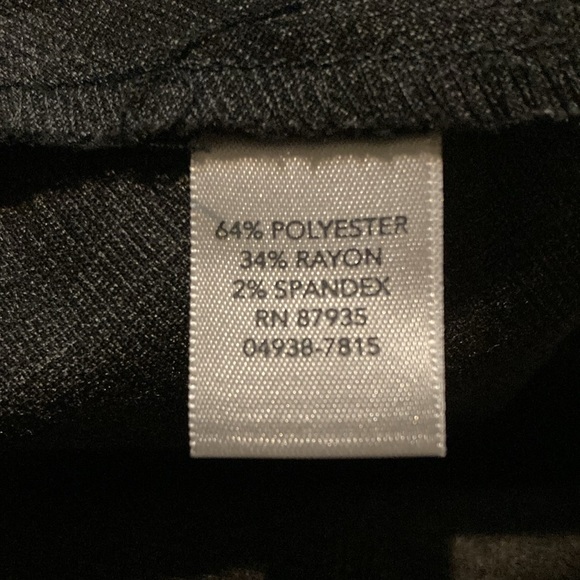 64% POLYESTER
34% RAYON
2% SPANDEX
RN 87935
04938-7815